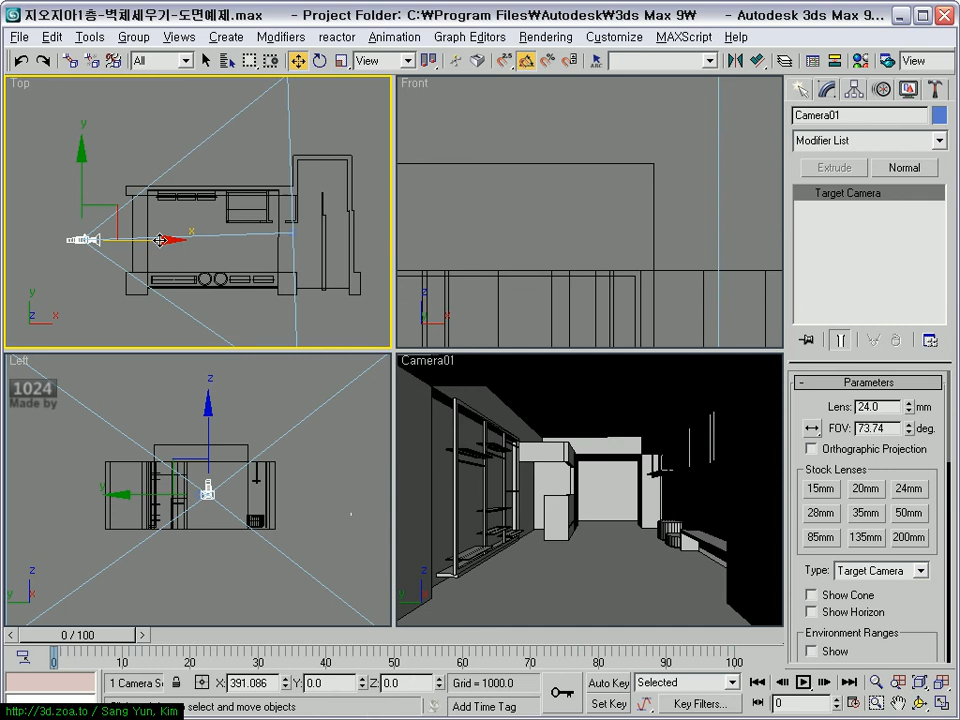 지오지아1층-벽체세우기-도면예제.max - Project Folder: C:₩Program Files₩Autodesk₩3ds Max 9₩ - Autodesk 3ds Max 9...
File Edit Tools Group Views Create Modifiers reactor Animation Graph Editors Rendering Customize MAXScript Help
All View View
Top
y
x
y
z x
Front
z
x
Camera01
Modifier List
Extrude Normal
Target Camera
Left
1024
Made by
z
y
z
y x
Camera01
z
y x
Parameters
Lens: 24.0 mm
FOV: 73.74 deg.
Orthographic Projection
Stock Lenses
15mm 20mm 24mm
28mm 35mm 50mm
85mm 135mm 200mm
Type: Target Camera
Show Cone
Show Horizon
Environment Ranges
Show
0 / 100
0 10 20 30 40 50 60 70 80 90 100
1 Camera Se X: 391.086 Y: 0.0 Z: 0.0 Grid = 1000.0 Auto Key Selected
select and move objects Add Time Tag Set Key Key Filters... 0
http://3d.zoa.to / Sang Yun, Kim